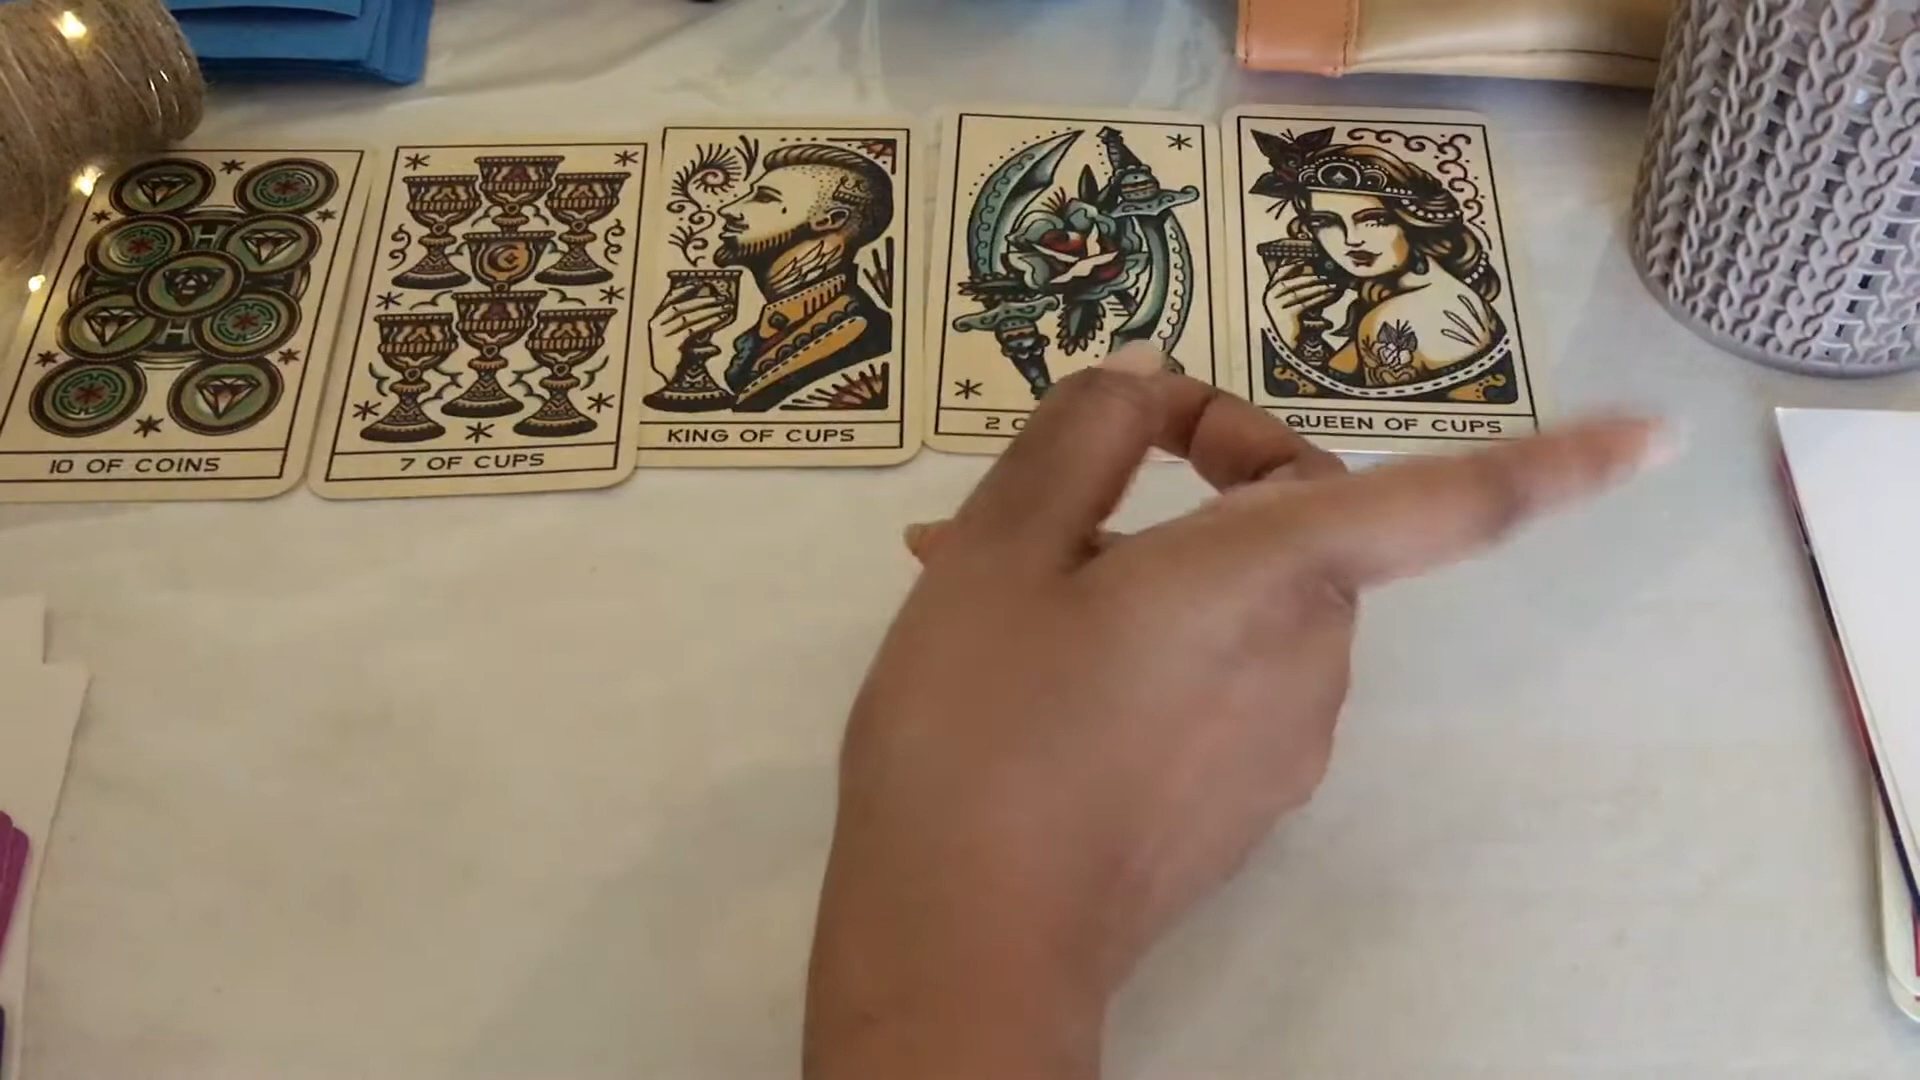 10 OF COINS
7 OF CUPS
KING OF CUPS
2
QUEEN OF CUPS